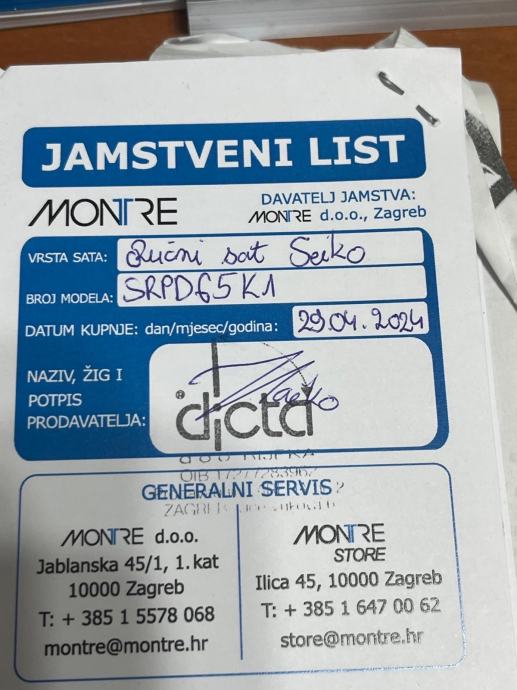 JAMSTVENI LIST
MONTRE
DAVATELJ JAMSTVA:
MONTRE d.o.o., Zagreb
VRSTA SATA: Ručni sat Seiko
BROJ MODELA: SRPD65K1
DATUM KUPNJE: dan/mjesec/godina: 29.04.2024
NAZIV, ŽIG I
POTPIS
PRODAVATELJA:
dicta
d o o RIJEKA
OIB
GENERALNI SERVIS
ZAGREB
MONTRE d.o.o.
Jablanska 45/1, 1.kat
10000 Zagreb
T: + 385 1 5578 068
montre@montre.hr
MONTRE
STORE
Ilica 45, 10000 Zagreb
T: + 385 1 647 00 62
store@montre.hr